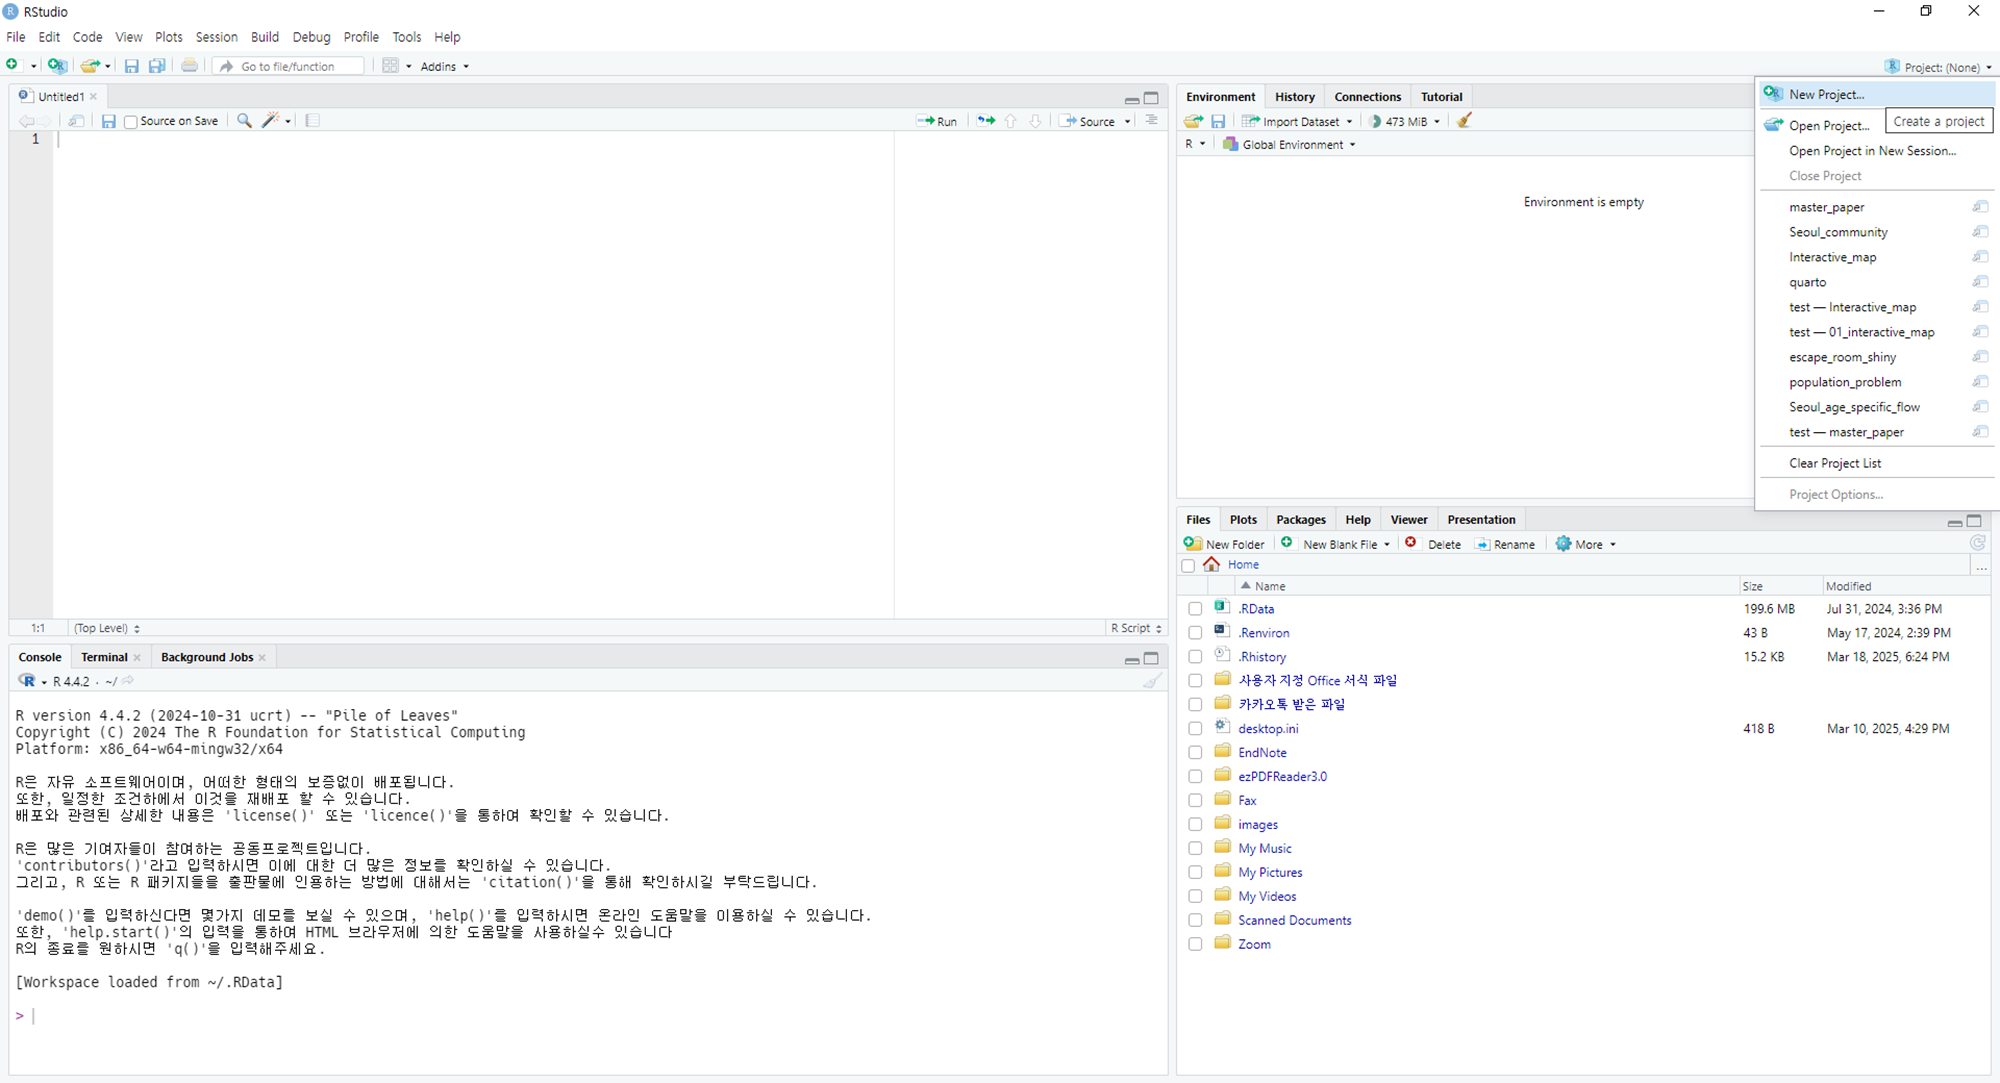 RStudio
File Edit Code View Plots Session Build Debug Profile Tools Help
Go to file/function Addins Project: (None)
Untitled1
Source on Save Run Source
1
1:1 (Top Level) R Script
Console Terminal Background Jobs
R 4.4.2 · ~/
R version 4.4.2 (2024-10-31 ucrt) -- "Pile of Leaves"
Copyright (C) 2024 The R Foundation for Statistical Computing
Platform: x86_64-w64-mingw32/x64
R은 자유 소프트웨어이며, 어떠한 형태의 보증없이 배포됩니다.
또한, 일정한 조건하에서 이것을 재배포 할 수 있습니다.
배포와 관련된 상세한 내용은 'license()' 또는 'licence()'을 통하여 확인할 수 있습니다.
R은 많은 기여자들이 참여하는 공동프로젝트입니다.
'contributors()'라고 입력하시면 이에 대한 더 많은 정보를 확인하실 수 있습니다.
그리고, R 또는 R 패키지들을 출판물에 인용하는 방법에 대해서는 'citation()'을 통해 확인하시길 부탁드립니다.
'demo()'를 입력하신다면 몇가지 데모를 보실 수 있으며, 'help()'를 입력하시면 온라인 도움말을 이용하실 수 있습니다.
또한, 'help.start()'의 입력을 통하여 HTML 브라우저에 의한 도움말을 사용하실수 있습니다
R의 종료를 원하시면 'q()'을 입력해주세요.
[Workspace loaded from ~/.RData]
>
Environment History Connections Tutorial
Import Dataset 473 MiB
R Global Environment
Environment is empty
New Project...
Create a project
Open Project...
Open Project in New Session...
Close Project
master_paper
Seoul_community
Interactive_map
quarto
test — Interactive_map
test — 01_interactive_map
escape_room_shiny
population_problem
Seoul_age_specific_flow
test — master_paper
Clear Project List
Project Options...
Files Plots Packages Help Viewer Presentation
New Folder New Blank File Delete Rename More
Home ...
Name Size Modified
.RData 199.6 MB Jul 31, 2024, 3:36 PM
.Renviron 43 B May 17, 2024, 2:39 PM
.Rhistory 15.2 KB Mar 18, 2025, 6:24 PM
사용자 지정 Office 서식 파일
카카오톡 받은 파일
desktop.ini 418 B Mar 10, 2025, 4:29 PM
EndNote
ezPDFReader3.0
Fax
images
My Music
My Pictures
My Videos
Scanned Documents
Zoom